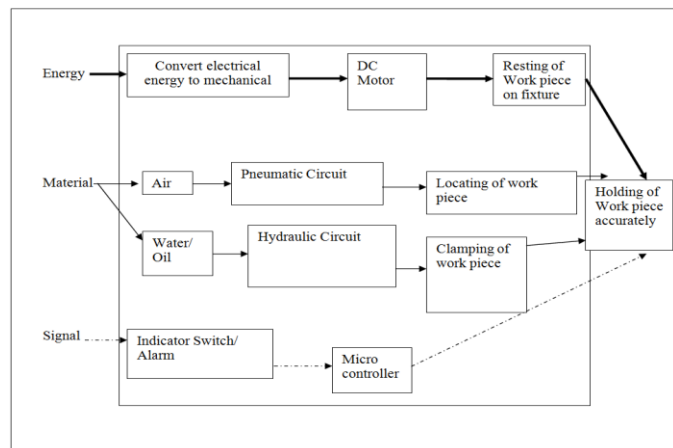 Energy
Convert electrical
energy to mechanical
DC
Motor
Resting of
Work piece
on fixture
Material
Air
Pneumatic Circuit
Locating of work
piece
Holding of
Work piece
accurately
Water/
Oil
Hydraulic Circuit
Clamping of
work piece
Signal
Indicator Switch/
Alarm
Micro
controller